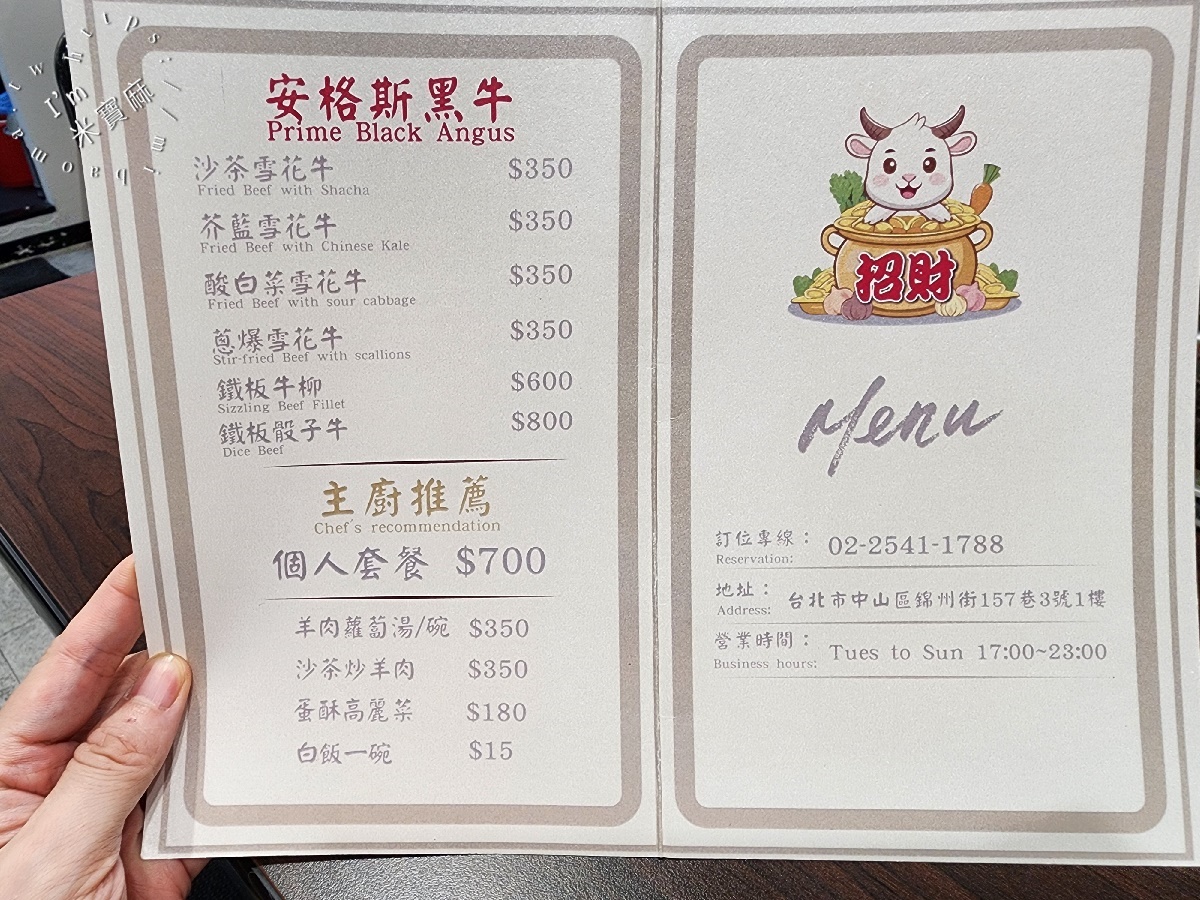 I'm
米寶麻
安格斯黑牛
Prime Black Angus
沙茶雪花牛 $350
Fried Beef with Shacha
芥藍雪花牛 $350
Fried Beef with Chinese Kale
酸白菜雪花牛 $350
Fried Beef with sour cabbage
蔥爆雪花牛 $350
Stir-fried Beef with scallions
鐵板牛柳 $600
Sizzling Beef Fillet
鐵板骰子牛 $800
Dice Beef
主廚推薦
Chef's recommendation
個人套餐 $700
羊肉蘿蔔湯/碗 $350
沙茶炒羊肉 $350
蛋酥高麗菜 $180
白飯一碗 $15
招財
Menu
訂位專線：
Reservation: 02-2541-1788
地址：
Address: 台北市中山區錦州街157巷3號1樓
營業時間：
Business hours: Tues to Sun 17:00~23:00